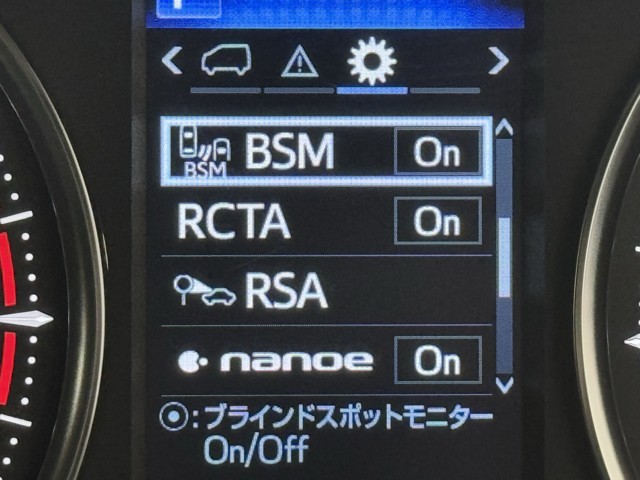 BSM BSM On
RCTA On
RSA
nanoe On
⦿:ブラインドスポットモニター
On/Off